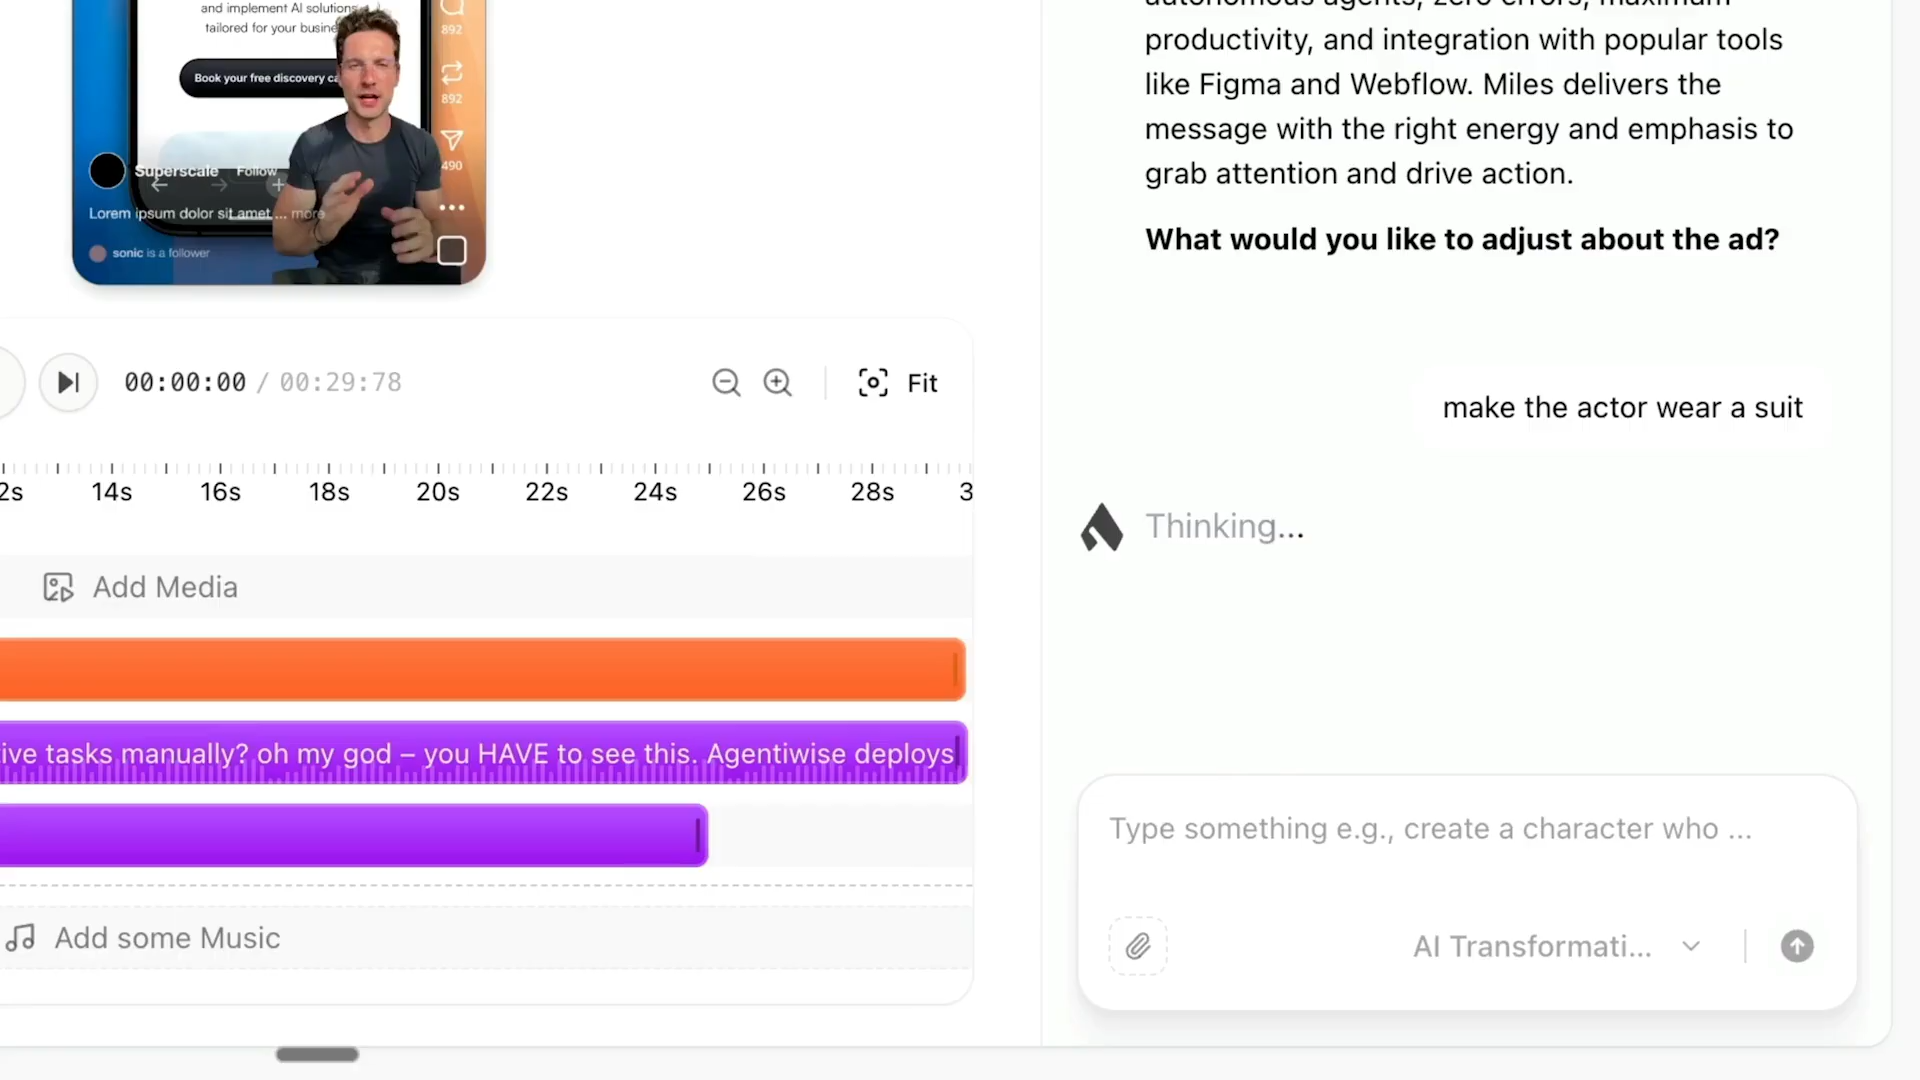 and implement AI solutions
tailored for your busine
892
Book your free discovery ca
892
490
Superscale Follow
Lorem ipsum dolor sit amet ... more
sonic is a follower
productivity, and integration with popular tools
like Figma and Webflow. Miles delivers the
message with the right energy and emphasis to
grab attention and drive action.
What would you like to adjust about the ad?
make the actor wear a suit
Thinking...
00:00:00 / 00:29:78
Fit
2s 14s 16s 18s 20s 22s 24s 26s 28s 3
Add Media
ive tasks manually? oh my god – you HAVE to see this. Agentiwise deploys
Add some Music
Type something e.g., create a character who ...
AI Transformati...